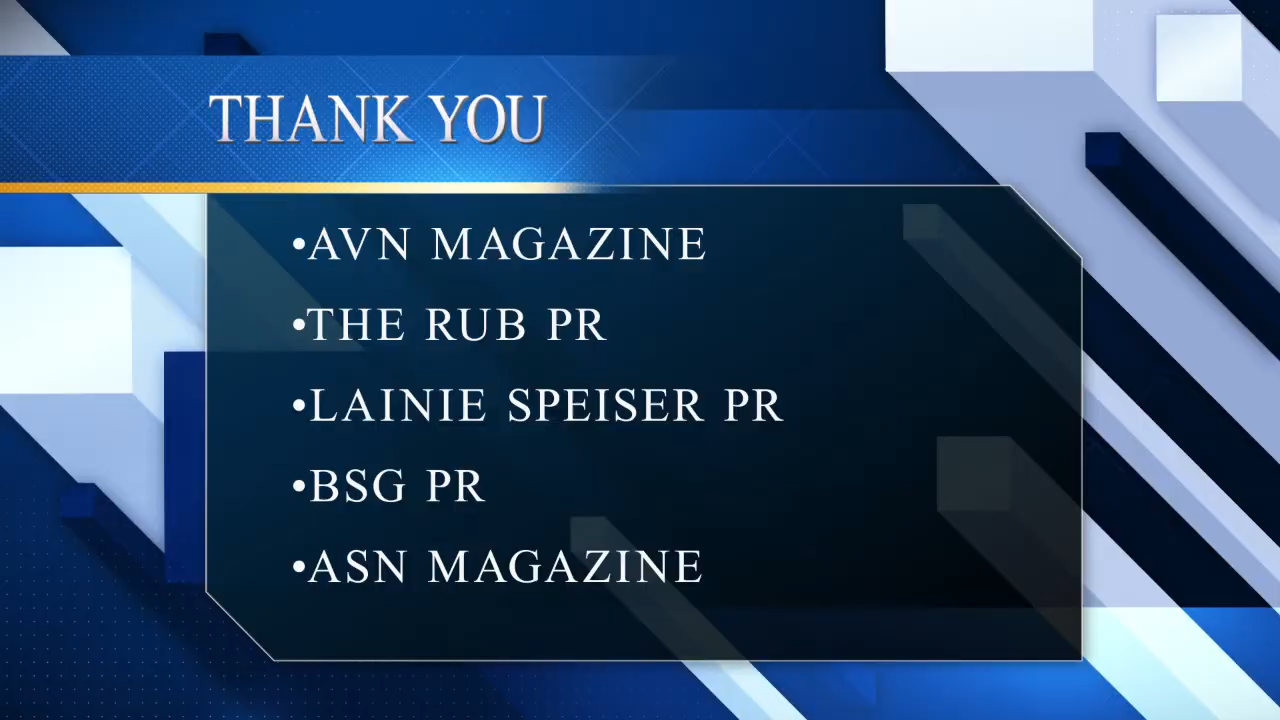 THANK YOU
•AVN MAGAZINE
•THE RUB PR
•LAINIE SPEISER PR
•BSG PR
•ASN MAGAZINE